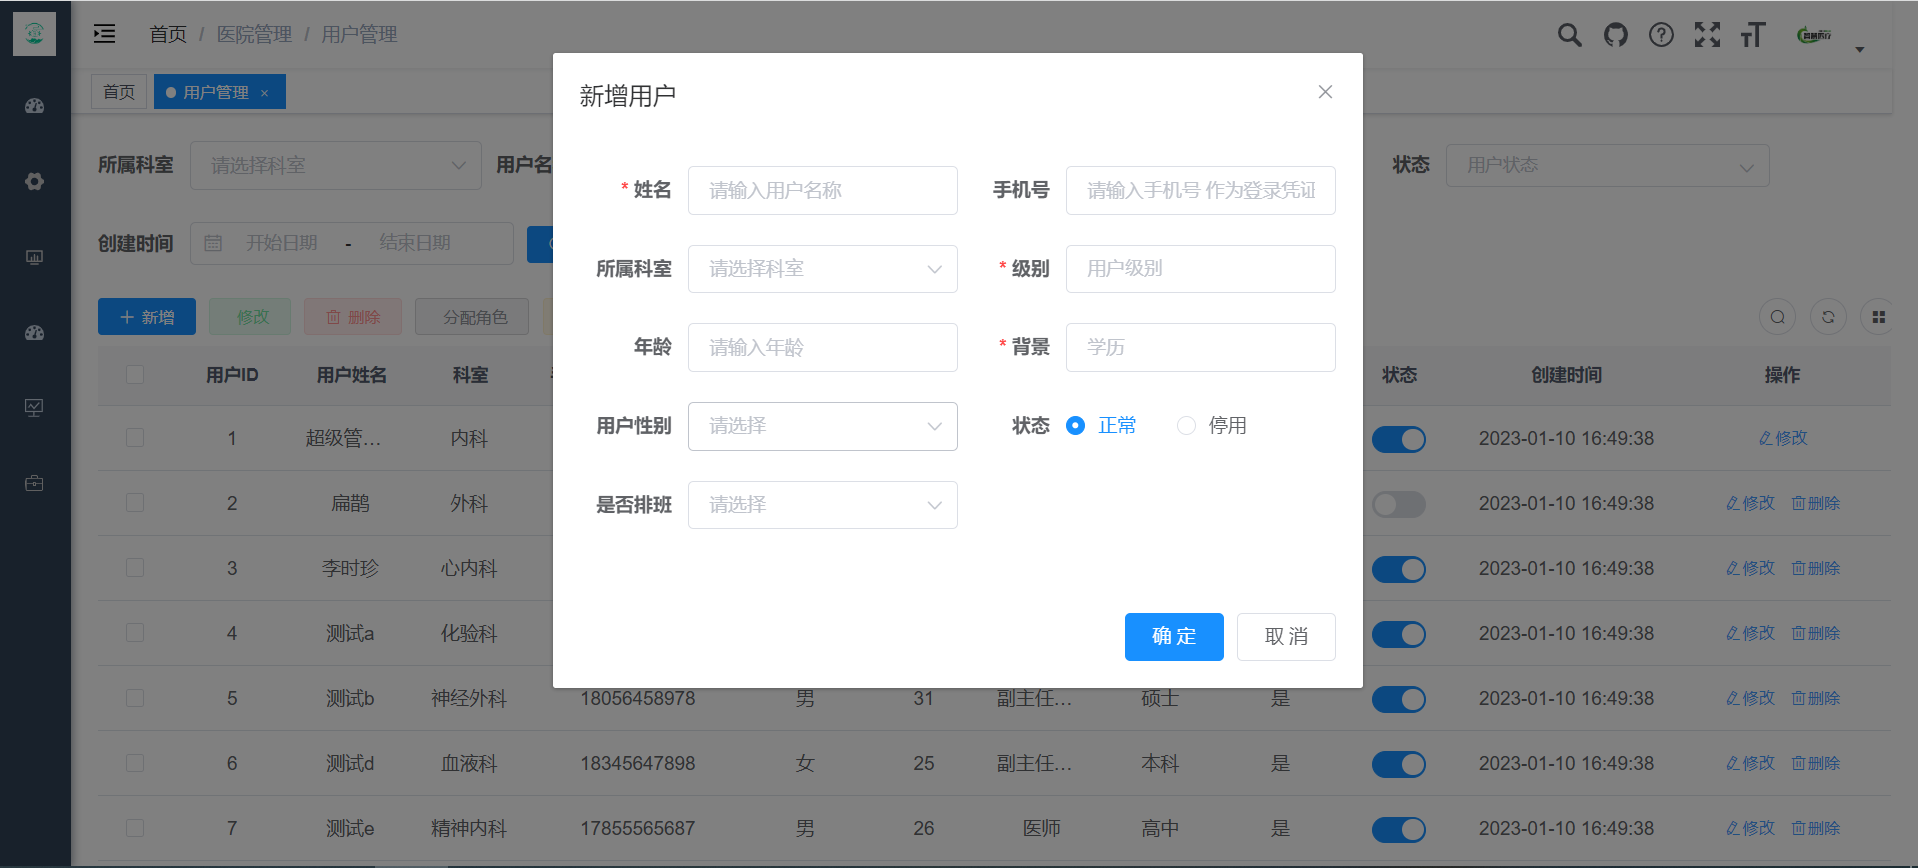 首页 / 医院管理 / 用户管理
首页 用户管理 ×
新增用户
所属科室 请选择科室 用户名 状态 用户状态
* 姓名 请输入用户名称 手机号 请输入手机号 作为登录凭证
创建时间 开始日期 - 结束日期
所属科室 请选择科室 * 级别 用户级别
+ 新增 修改 删除 分配角色
年龄 请输入年龄 * 背景 学历
用户ID 用户姓名 科室 状态 创建时间 操作
用户性别 请选择 状态 正常 停用
1 超级管... 内科 2023-01-10 16:49:38 修改
是否排班 请选择
2 扁鹊 外科 2023-01-10 16:49:38 修改 删除
3 李时珍 心内科 2023-01-10 16:49:38 修改 删除
4 测试a 化验科 2023-01-10 16:49:38 修改 删除
确 定 取 消
5 测试b 神经外科 18056458978 男 31 副主任... 硕士 是 2023-01-10 16:49:38 修改 删除
6 测试d 血液科 18345647898 女 25 副主任... 本科 是 2023-01-10 16:49:38 修改 删除
7 测试e 精神内科 17855565687 男 26 医师 高中 是 2023-01-10 16:49:38 修改 删除